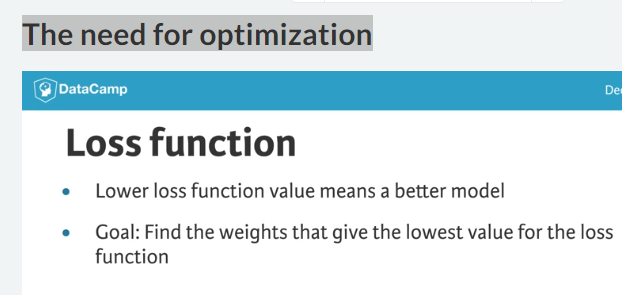 The need for optimization
DataCamp
Loss function
• Lower loss function value means a better model
• Goal: Find the weights that give the lowest value for the loss
function